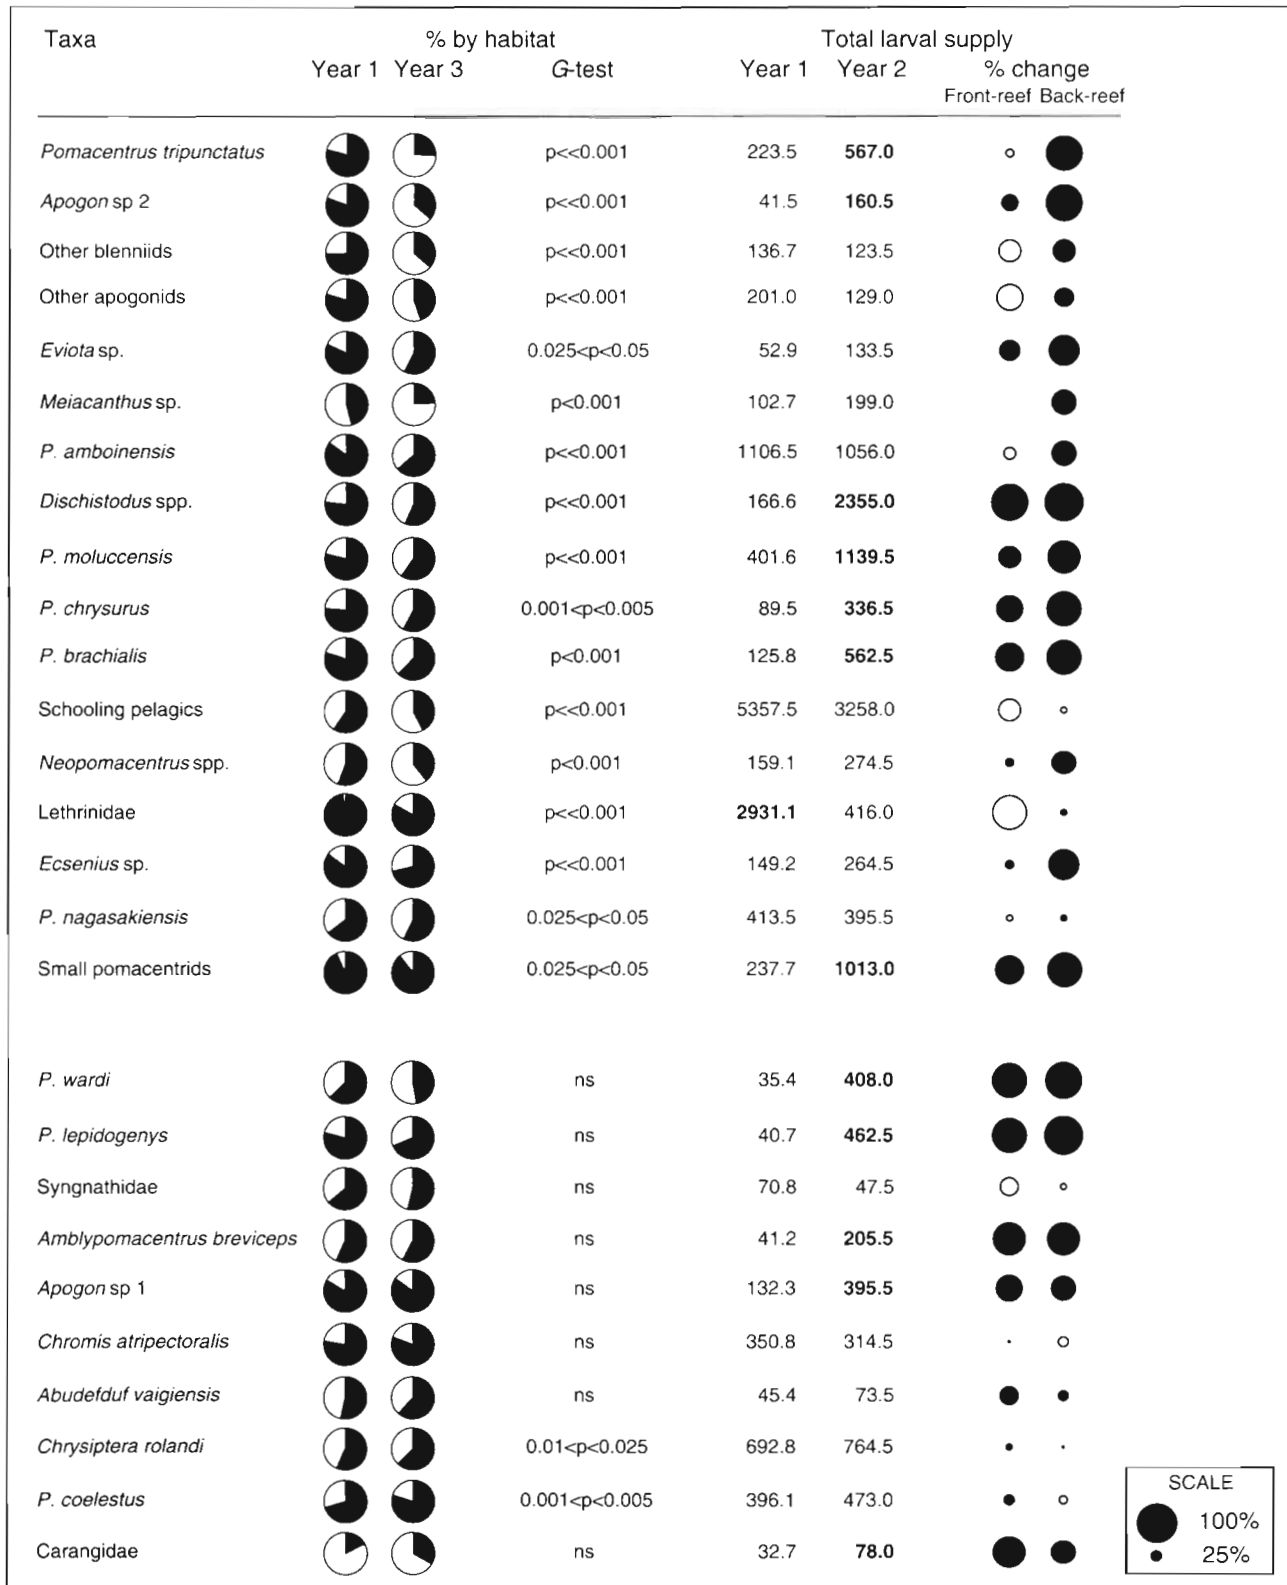 Taxa % by habitat Total larval supply
Year 1 Year 3 G-test Year 1 Year 2 % change
Front-reef Back-reef
Pomacentrus tripunctatus p<<0.001 223.5 567.0
Apogon sp 2 p<<0.001 41.5 160.5
Other blenniids p<<0.001 136.7 123.5
Other apogonids p<<0.001 201.0 129.0
Eviota sp. 0.025<p<0.05 52.9 133.5
Meiacanthus sp. p<0.001 102.7 199.0
P. amboinensis p<<0.001 1106.5 1056.0
Dischistodus spp. p<<0.001 166.6 2355.0
P. moluccensis p<<0.001 401.6 1139.5
P. chrysurus 0.001<p<0.005 89.5 336.5
P. brachialis p<0.001 125.8 562.5
Schooling pelagics p<<0.001 5357.5 3258.0
Neopomacentrus spp. p<0.001 159.1 274.5
Lethrinidae p<<0.001 2931.1 416.0
Ecsenius sp. p<<0.001 149.2 264.5
P. nagasakiensis 0.025<p<0.05 413.5 395.5
Small pomacentrids 0.025<p<0.05 237.7 1013.0
P. wardi ns 35.4 408.0
P. lepidogenys ns 40.7 462.5
Syngnathidae ns 70.8 47.5
Amblypomacentrus breviceps ns 41.2 205.5
Apogon sp 1 ns 132.3 395.5
Chromis atripectoralis ns 350.8 314.5
Abudefduf vaigiensis ns 45.4 73.5
Chrysiptera rolandi 0.01<p<0.025 692.8 764.5
P. coelestus 0.001<p<0.005 396.1 473.0
Carangidae ns 32.7 78.0
SCALE
100%
25%